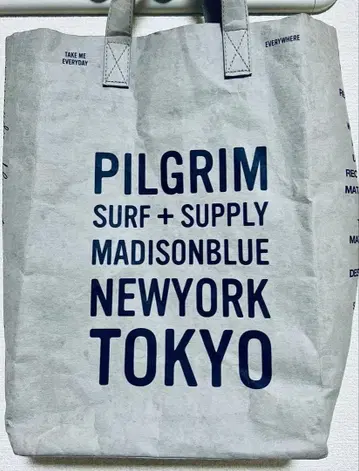 TAKE ME
EVERYDAY
EVERYWHERE
PILGRIM
SURF + SUPPLY
MADISONBLUE
NEWYORK
TOKYO